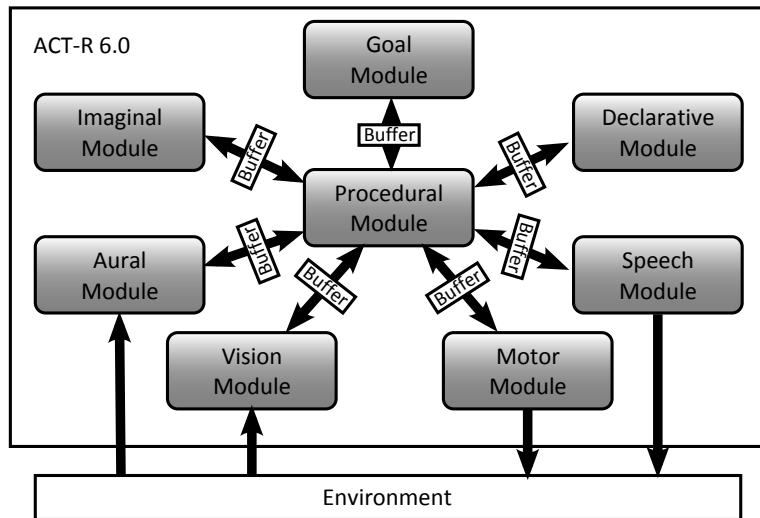 ACT-R 6.0
Goal
Module
Imaginal
Module
Buffer
Buffer
Buffer
Declarative
Module
Procedural
Module
Aural
Module
Buffer
Buffer
Buffer
Buffer
Speech
Module
Vision
Module
Motor
Module
Environment